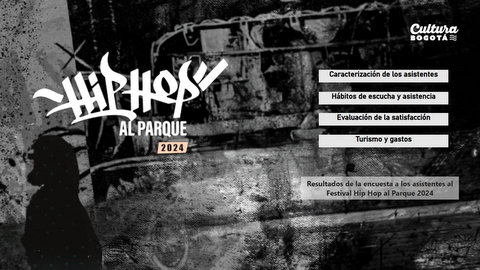 Cultura
BOGOTÁ
HIP HOP
AL PARQUE
2024
Caracterización de los asistentes
Hábitos de escucha y asistencia
Evaluación de la satisfacción
Turismo y gastos
Resultados de la encuesta a los asistentes al
Festival Hip Hop al Parque 2024